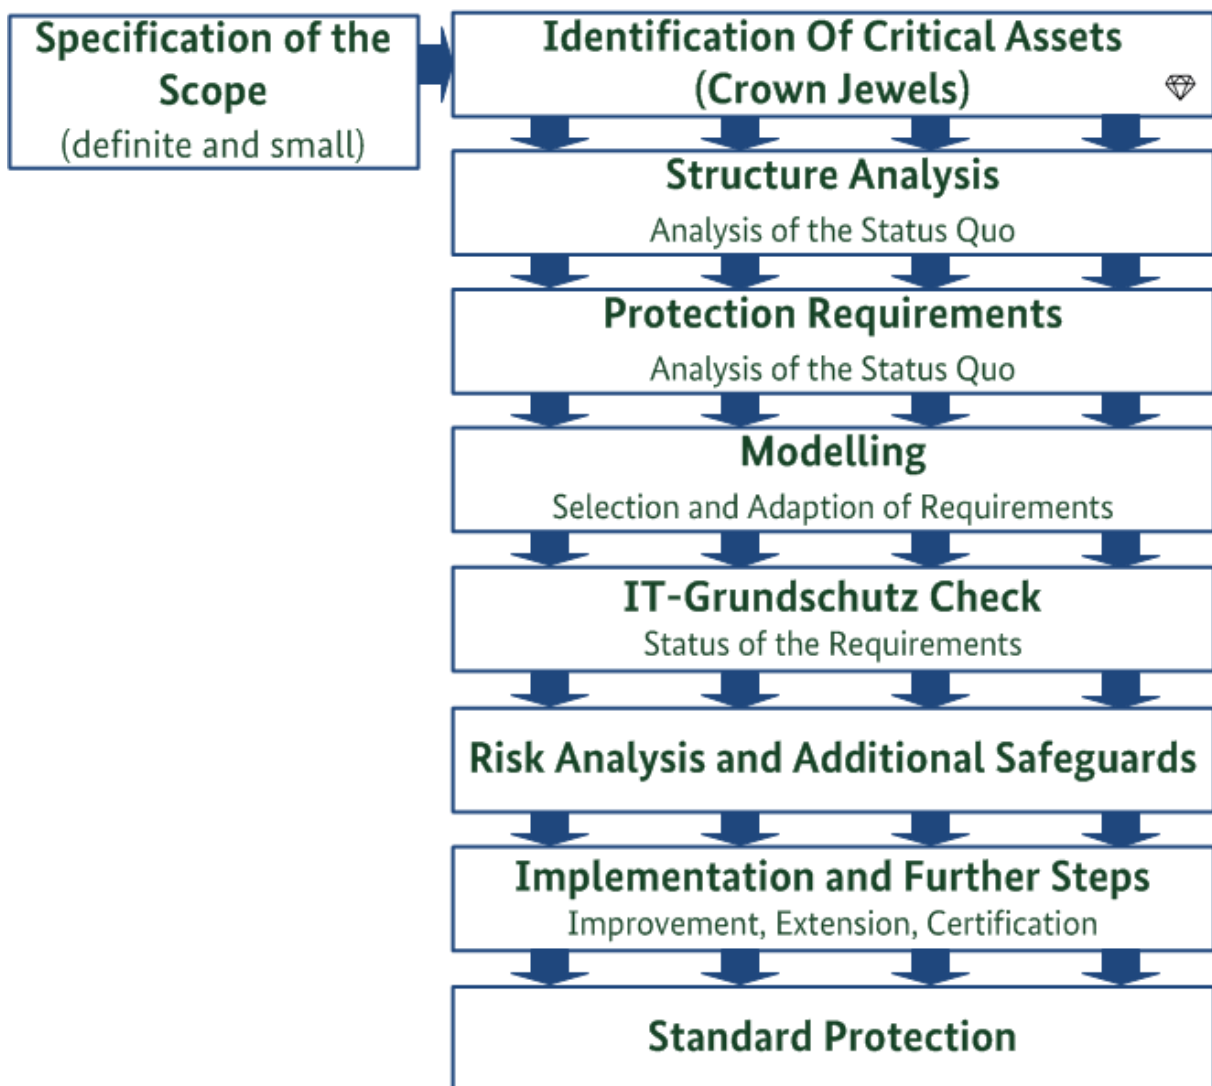 Specification of the
Scope
(definite and small)
Identification Of Critical Assets
(Crown Jewels)
Structure Analysis
Analysis of the Status Quo
Protection Requirements
Analysis of the Status Quo
Modelling
Selection and Adaption of Requirements
IT-Grundschutz Check
Status of the Requirements
Risk Analysis and Additional Safeguards
Implementation and Further Steps
Improvement, Extension, Certification
Standard Protection